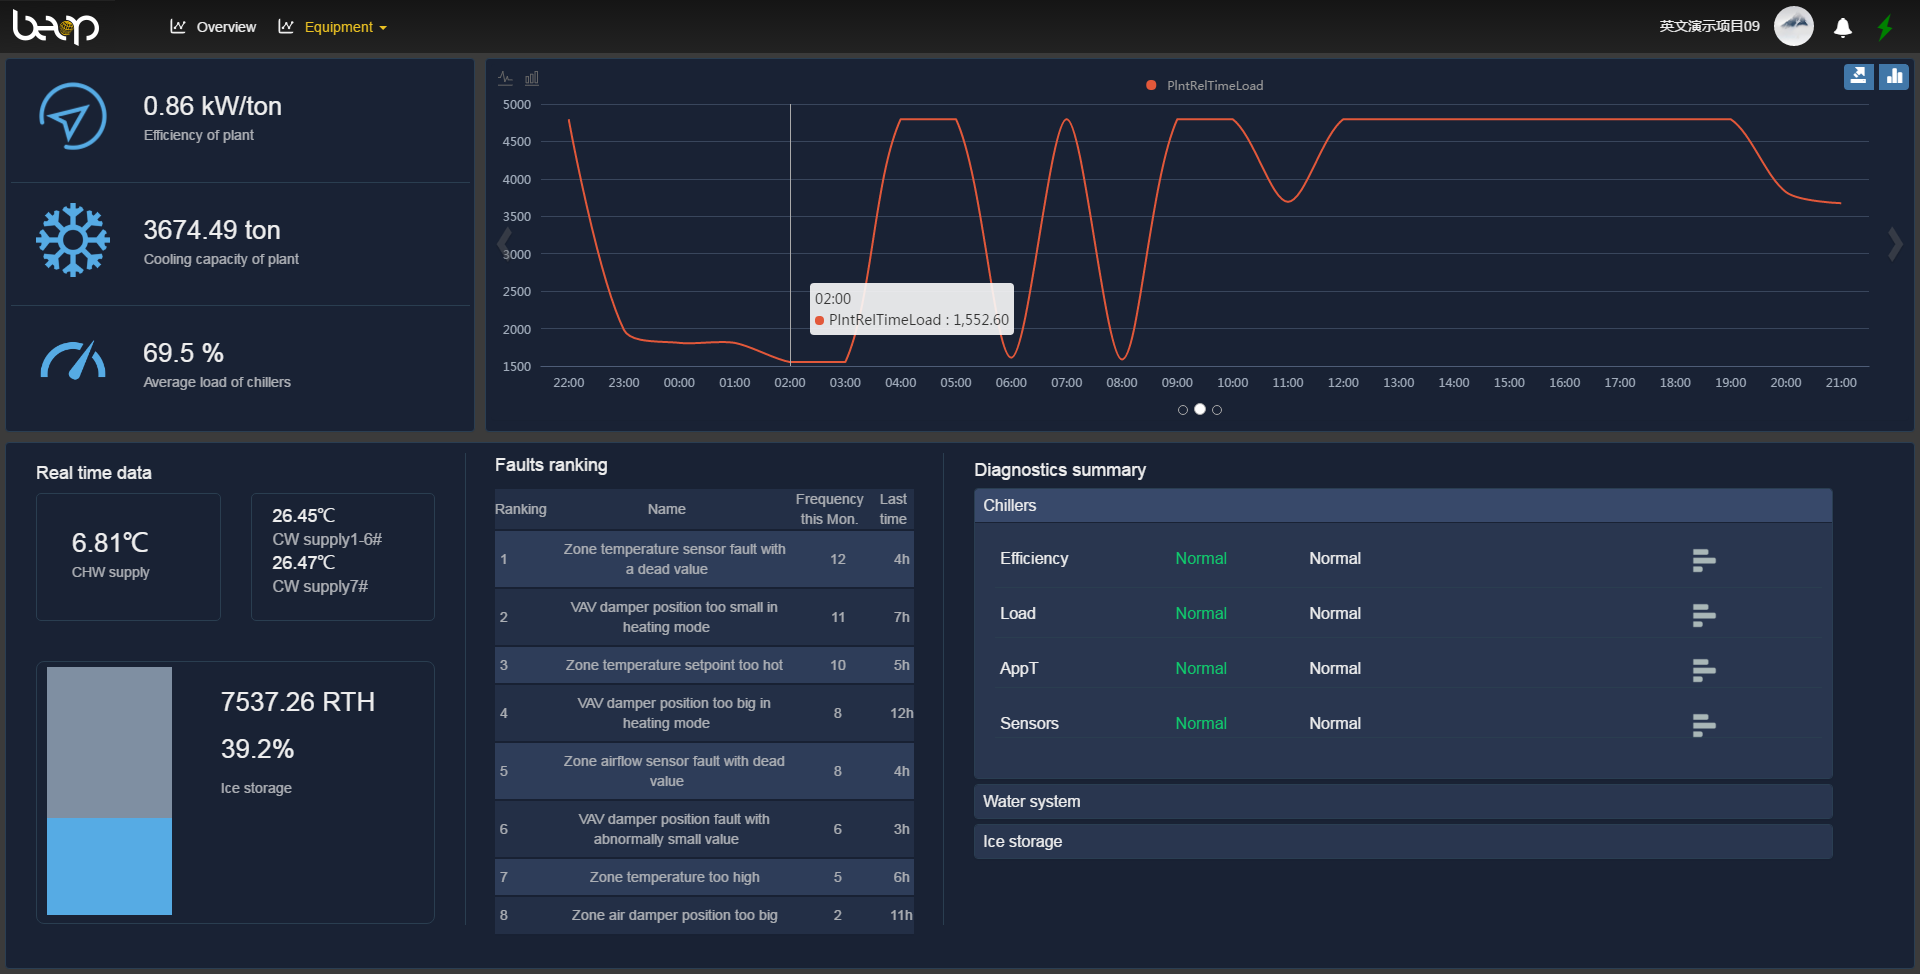 beop
Overview
Equipment
英文演示项目09
0.86 kW/ton
Efficiency of plant
3674.49 ton
Cooling capacity of plant
69.5 %
Average load of chillers
PIntRelTimeLoad
5000
4500
4000
3500
3000
2500
2000
1500
02:00
PIntRelTimeLoad : 1,552.60
22:00 23:00 00:00 01:00 02:00 03:00 04:00 05:00 06:00 07:00 08:00 09:00 10:00 11:00 12:00 13:00 14:00 15:00 16:00 17:00 18:00 19:00 20:00 21:00
Real time data
6.81℃
CHW supply
26.45℃
CW supply1-6#
26.47℃
CW supply7#
7537.26 RTH
39.2%
Ice storage
Faults ranking
Ranking Name Frequency this Mon. Last time
1 Zone temperature sensor fault with a dead value 12 4h
2 VAV damper position too small in heating mode 11 7h
3 Zone temperature setpoint too hot 10 5h
4 VAV damper position too big in heating mode 8 12h
5 Zone airflow sensor fault with dead value 8 4h
6 VAV damper position fault with abnormally small value 6 3h
7 Zone temperature too high 5 6h
8 Zone air damper position too big 2 11h
Diagnostics summary
Chillers
Efficiency Normal Normal
Load Normal Normal
AppT Normal Normal
Sensors Normal Normal
Water system
Ice storage